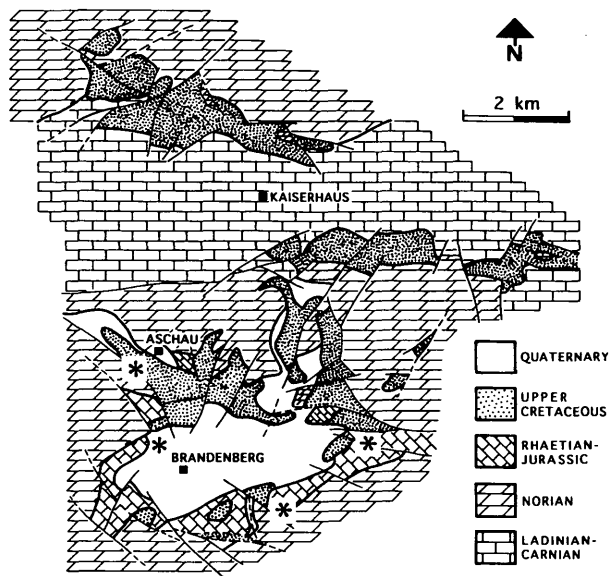 N
2 km
KAISERHAUS
ASCHAU
*
*
BRANDENBERG
*
*
QUATERNARY
UPPER
CRETACEOUS
RHAETIAN-
JURASSIC
NORIAN
LADINIAN-
CARNIAN